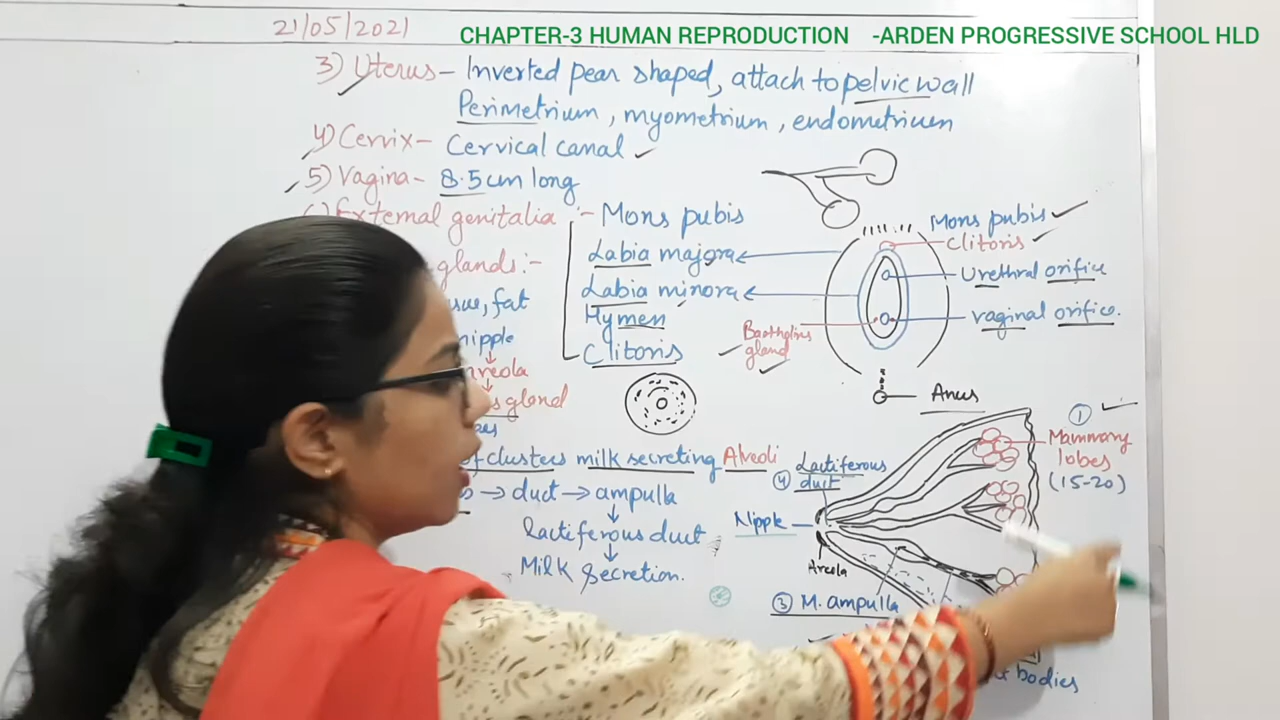 21/05/2021
CHAPTER-3 HUMAN REPRODUCTION -ARDEN PROGRESSIVE SCHOOL HLD
3) Uterus - Inverted pear shaped, attach to pelvic wall
Perimetrium, myometrium, endometrium
4) Cervix - Cervical canal
5) Vagina - 8.5cm long
External genitalia :- Mons pubis
Labia majora
Labia minora
Hymen
Clitoris
glands:-
fat
nipple
Areola
gland
of clusters milk secreting Alveoli
→ duct → ampulla
↓
lactiferous duct
↓
Milk secretion.
Mons pubis
Clitoris
Urethral orifice
vaginal orifice.
Bartholins
gland
Anus
① Mammary
lobes
(15-20)
④ Lactiferous
duct
Nipple
Areola
③ M. ampulla
bodies